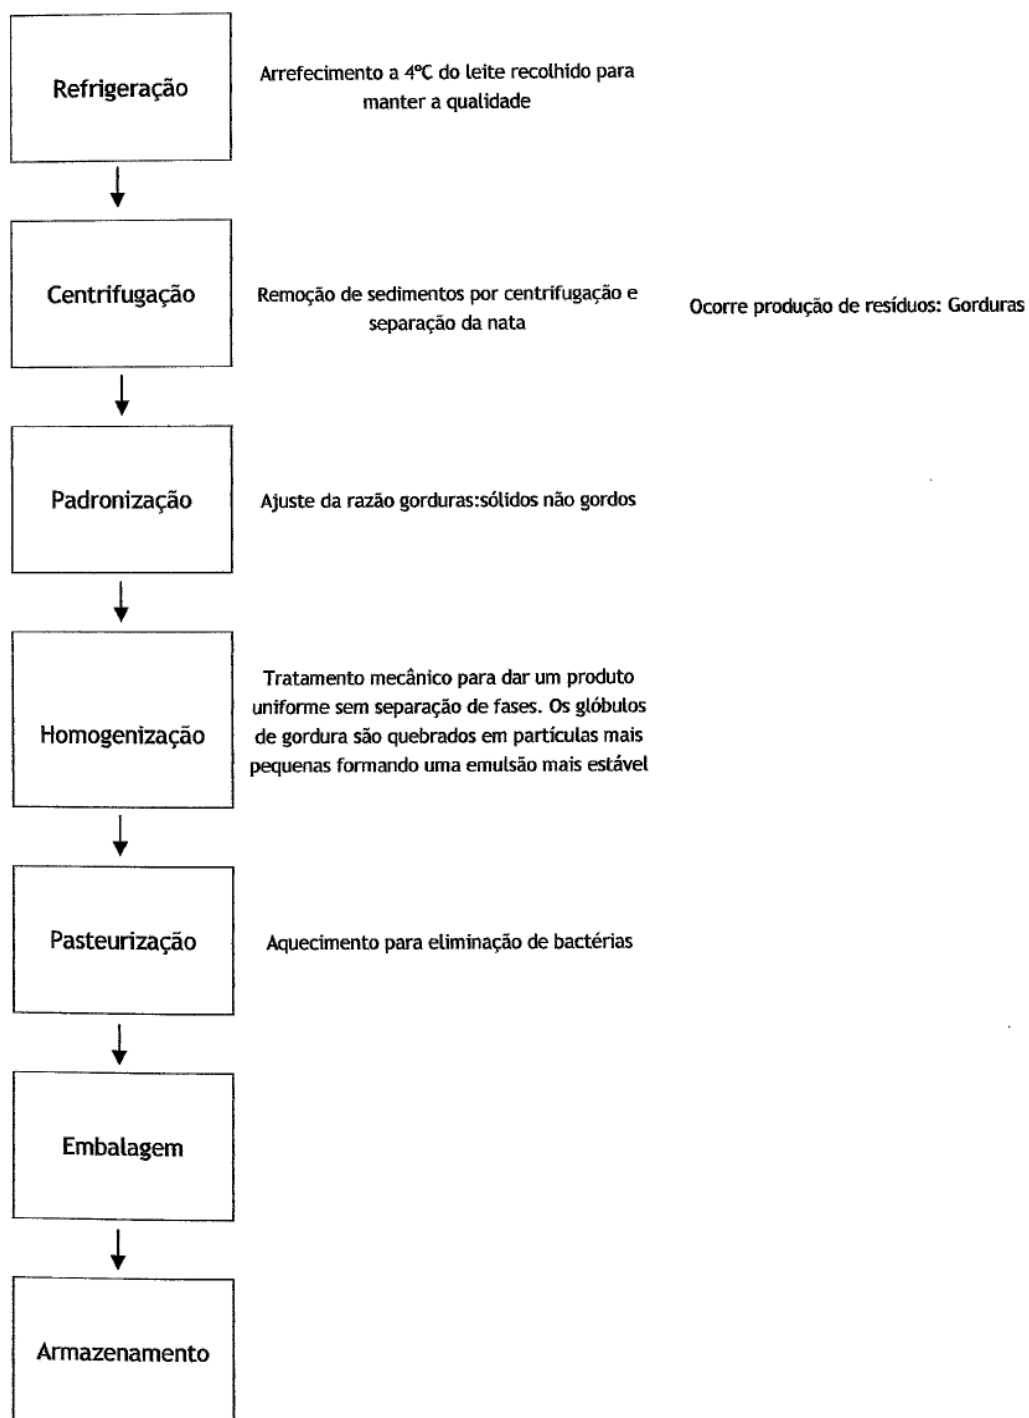 Refrigeração
Arrefecimento a 4ºC do leite recolhido para
manter a qualidade
Centrifugação
Remoção de sedimentos por centrifugação e
separação da nata
Ocorre produção de resíduos: Gorduras
Padronização
Ajuste da razão gorduras:sólidos não gordos
Homogenização
Tratamento mecânico para dar um produto
uniforme sem separação de fases. Os glóbulos
de gordura são quebrados em partículas mais
pequenas formando uma emulsão mais estável
Pasteurização
Aquecimento para eliminação de bactérias
Embalagem
Armazenamento